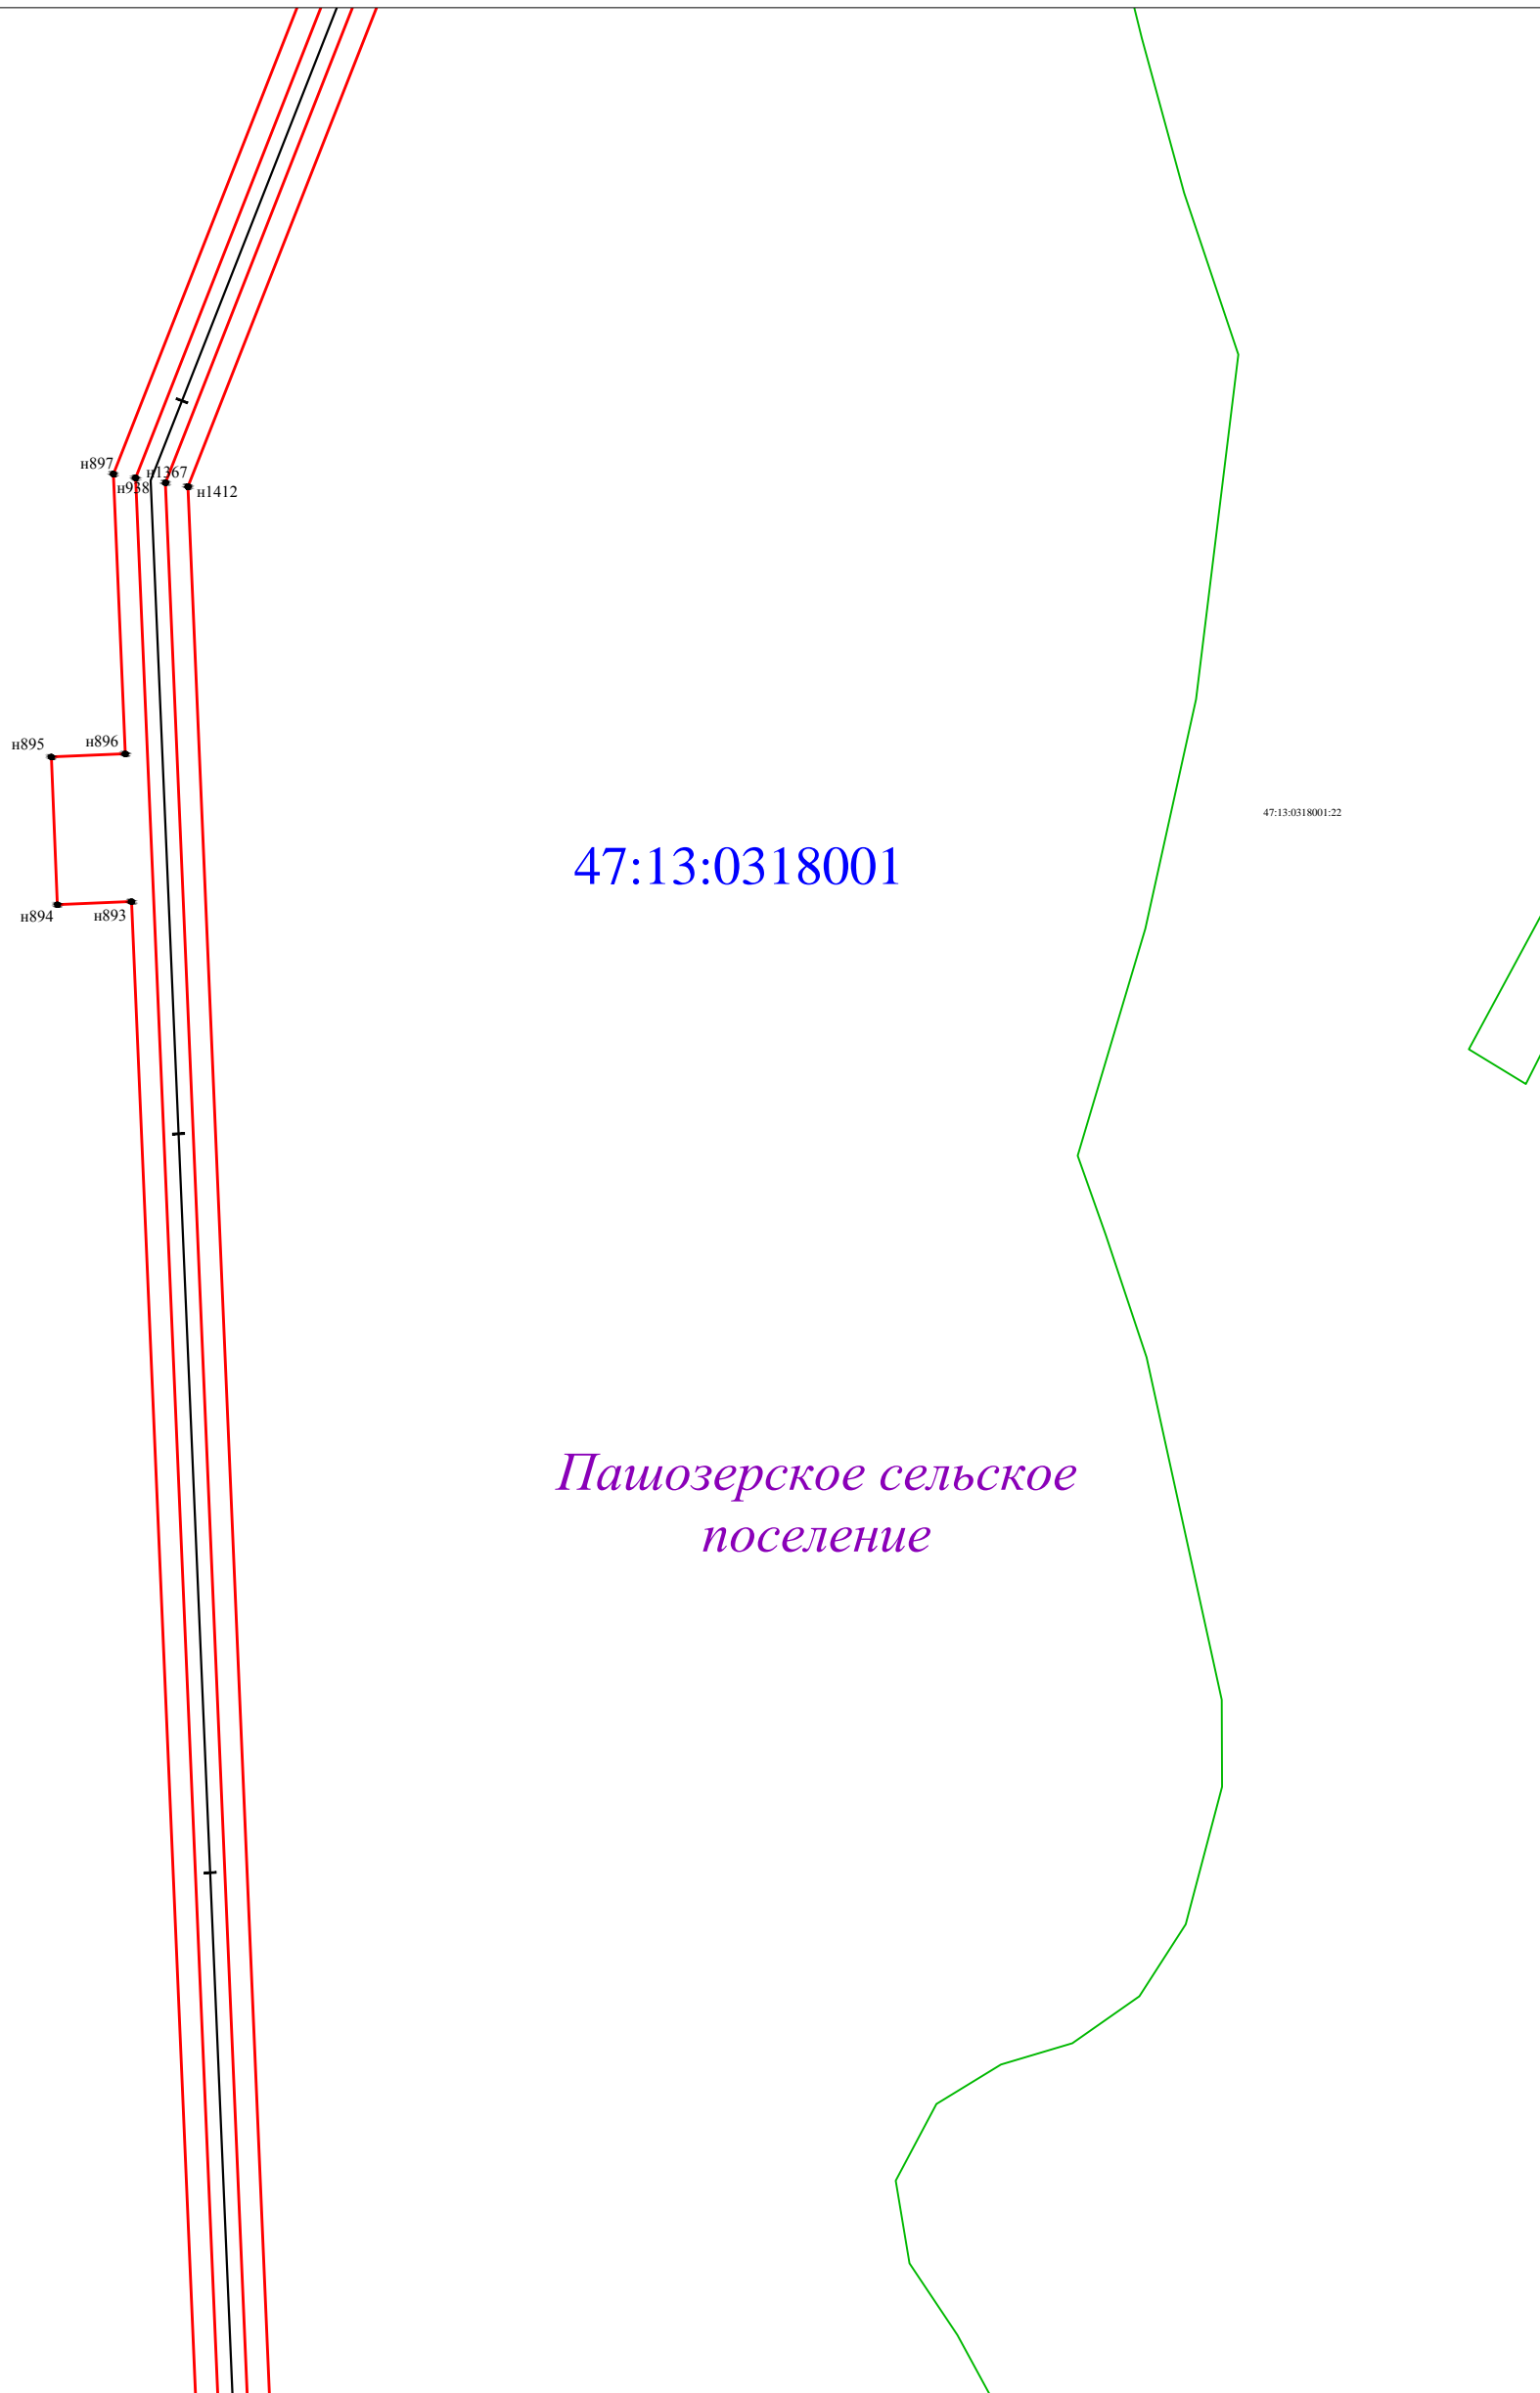 н897
н1367
н938
н1412
н896
н895
47:13:0318001:22
47:13:0318001
н894
н893
Пашозерское сельское
поселение